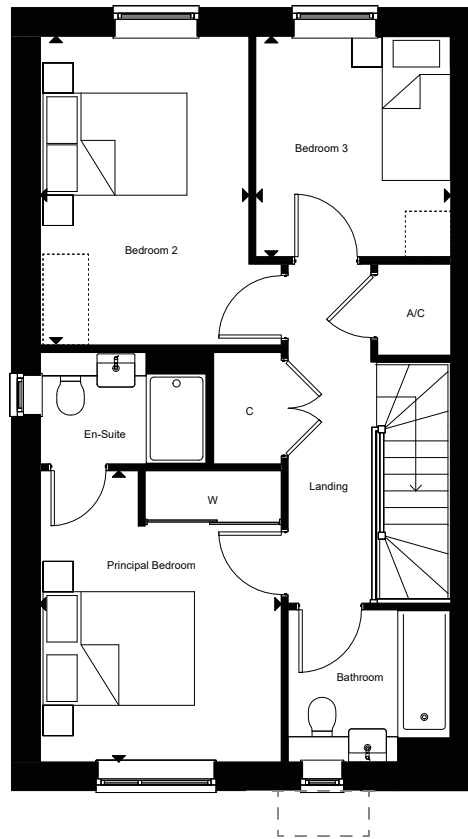 Bedroom 3
Bedroom 2
A/C
C
En-Suite
Landing
W
Principal Bedroom
Bathroom